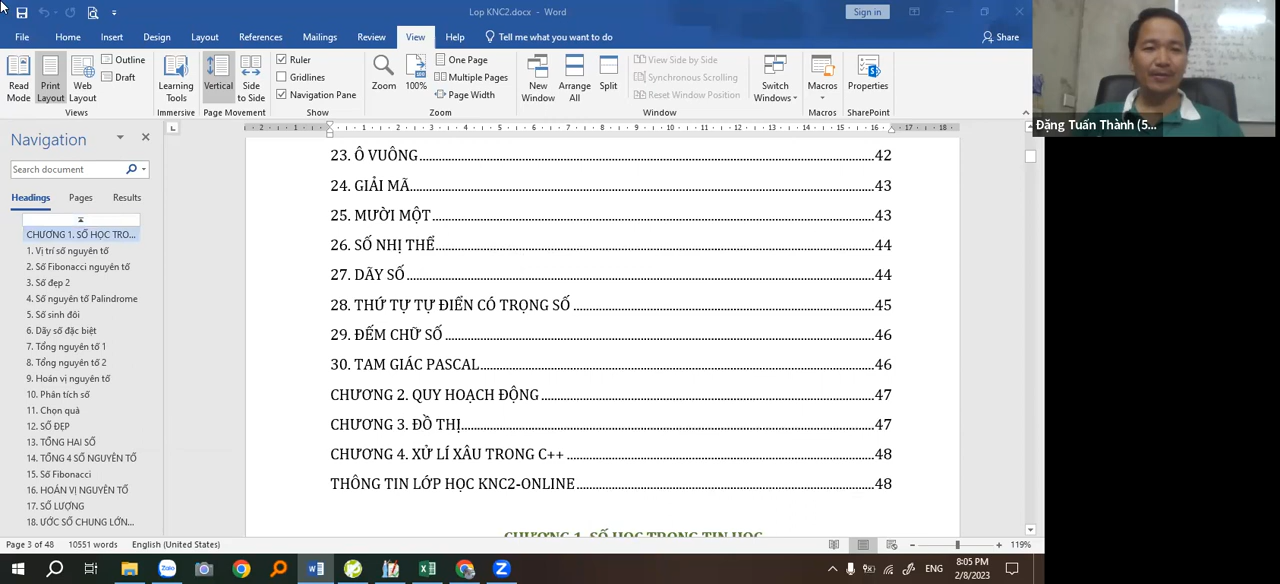 Lop KNC2.docx - Word
Sign in
File Home Insert Design Layout References Mailings Review View Help Tell me what you want to do Share
Read Mode
Print Layout
Web Layout
Outline
Draft
Views
Learning Tools
Immersive
Vertical
Side to Side
Page Movement
Ruler
Gridlines
Navigation Pane
Show
Zoom
100%
One Page
Multiple Pages
Page Width
Zoom
New Window
Arrange All
Split
View Side by Side
Synchronous Scrolling
Reset Window Position
Window
Switch Windows
Macros
Macros
Properties
SharePoint
Đặng Tuấn Thành (5...
Navigation
Search document
Headings Pages Results
CHƯƠNG 1. SỐ HỌC TRO...
1. Vị trí số nguyên tố
2. Số Fibonacci nguyên tố
3. Số đẹp 2
4. Số nguyên tố Palindrome
5. Số sinh đôi
6. Dãy số đặc biệt
7. Tổng nguyên tố 1
8. Tổng nguyên tố 2
9. Hoán vị nguyên tố
10. Phân tích số
11. Chọn quà
12. SỐ ĐẸP
13. TỔNG HAI SỐ
14. TỔNG 4 SỐ NGUYÊN TỐ
15. Số Fibonacci
16. HOÁN VỊ NGUYÊN TỐ
17. SỐ LƯỢNG
18. ƯỚC SỐ CHUNG LỚN...
23. Ô VUÔNG 42
24. GIẢI MÃ 43
25. MƯỜI MỘT 43
26. SỐ NHỊ THỂ 44
27. DÃY SỐ 44
28. THỨ TỰ TỰ ĐIỂN CÓ TRỌNG SỐ 45
29. ĐẾM CHỮ SỐ 46
30. TAM GIÁC PASCAL 46
CHƯƠNG 2. QUY HOẠCH ĐỘNG 47
CHƯƠNG 3. ĐỒ THỊ 47
CHƯƠNG 4. XỬ LÍ XÂU TRONG C++ 48
THÔNG TIN LỚP HỌC KNC2-ONLINE 48
CHƯƠNG 1. SỐ HỌC TRONG TIN HỌC
Page 3 of 48 10551 words English (United States) 119%
Zalo
ENG
8:05 PM
2/8/2023